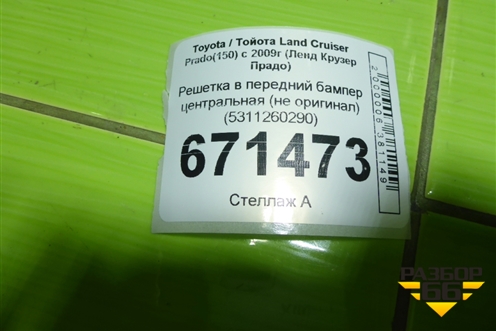 Toyota / Тойота Land Cruiser
Prado(150) с 2009г (Ленд Крузер
Прадо)
Решетка в передний бампер
центральная (не оригинал)
(5311260290)
671473
Стеллаж А
2000006381149
РАЗБОР
66